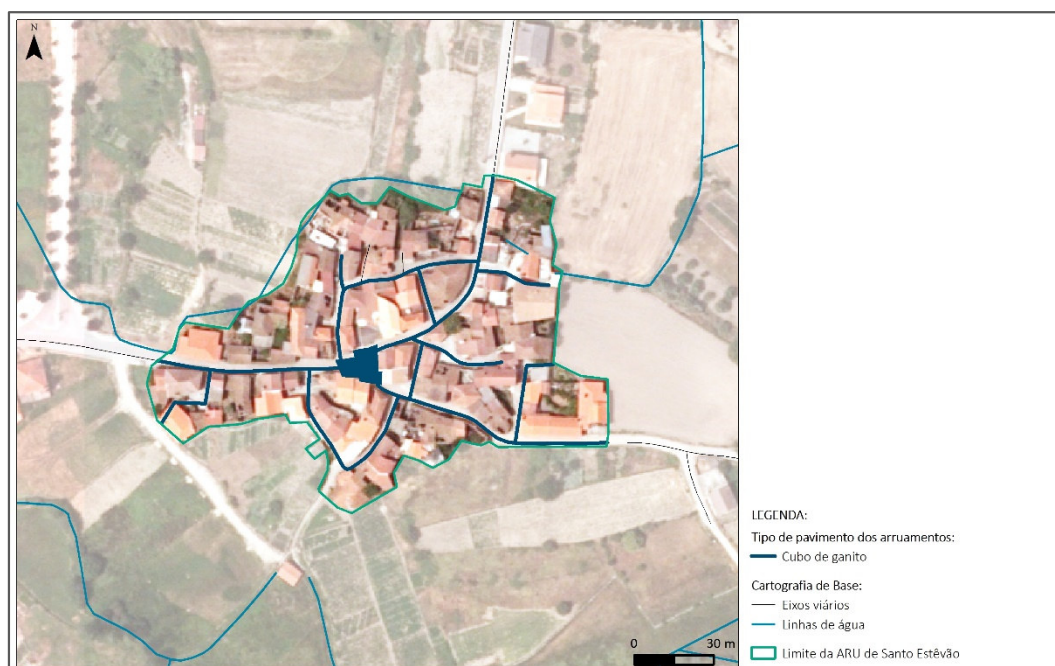 N
LEGENDA:
Tipo de pavimento dos arruamentos:
Cubo de ganito
Cartografia de Base:
Eixos viários
Linhas de água
Limite da ARU de Santo Estêvão
0 30 m